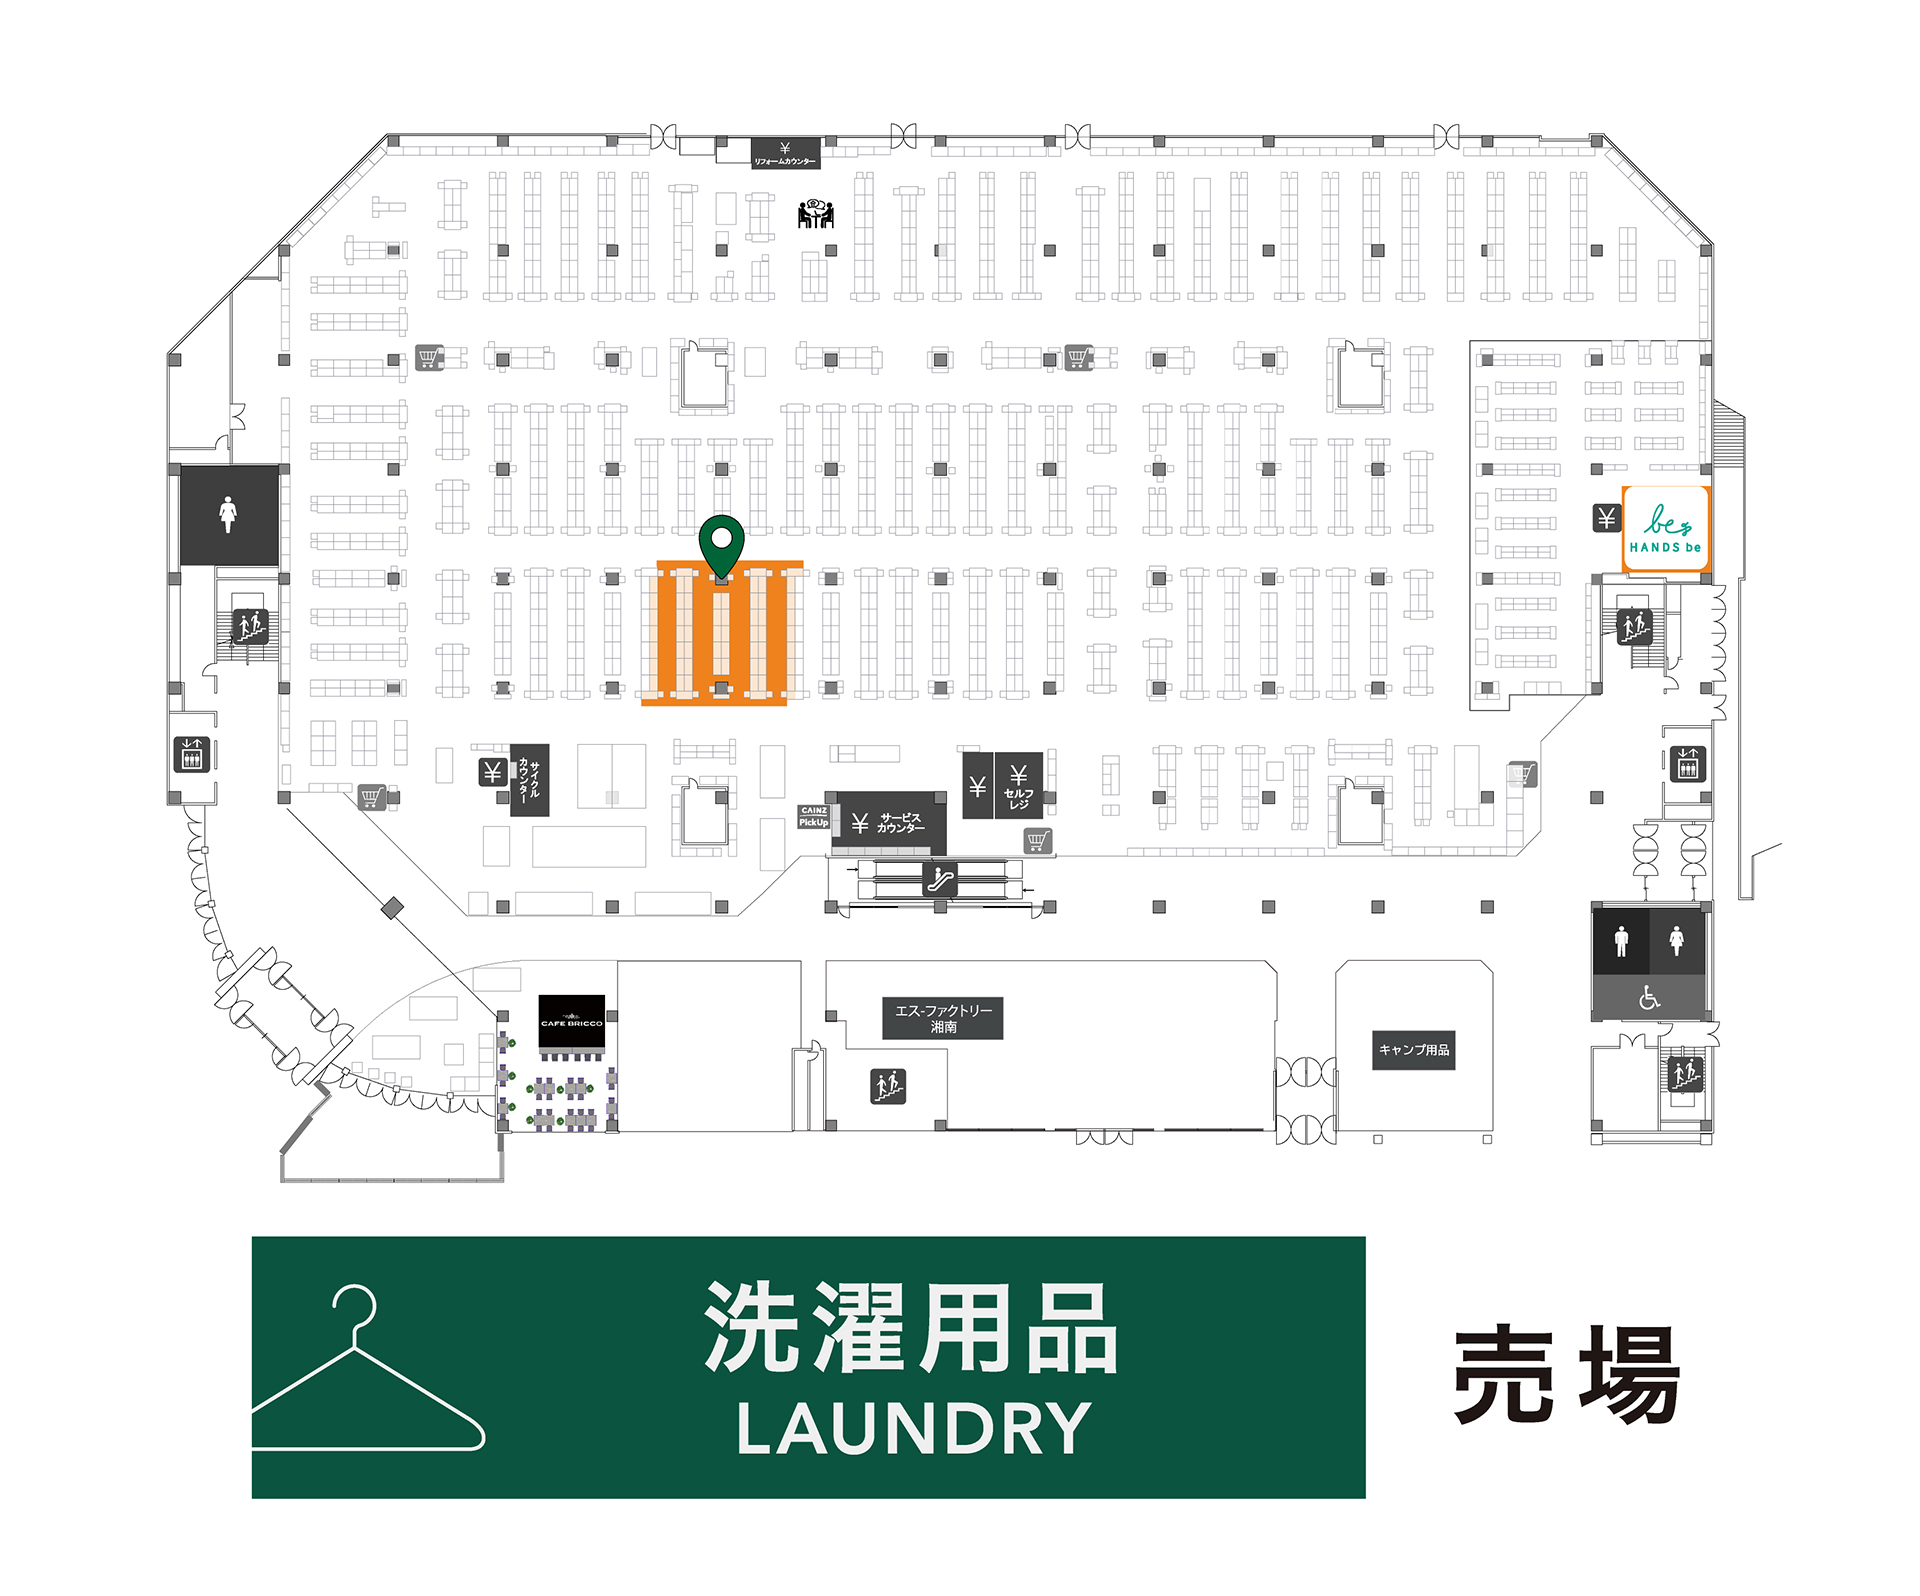 ¥
リフォームカウンター
be
HANDS be
¥
¥
サイクル
カウンター
¥
¥
セルフ
レジ
CAINZ
PickUp
¥
サービス
カウンター
CAFE BRICCO
エス-ファクトリー
湘南
キャンプ用品
洗濯用品
LAUNDRY
売場